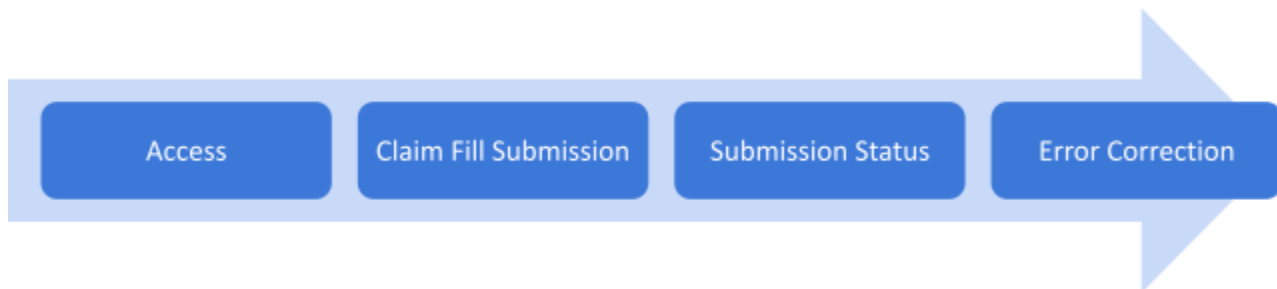 Access
Claim Fill Submission
Submission Status
Error Correction